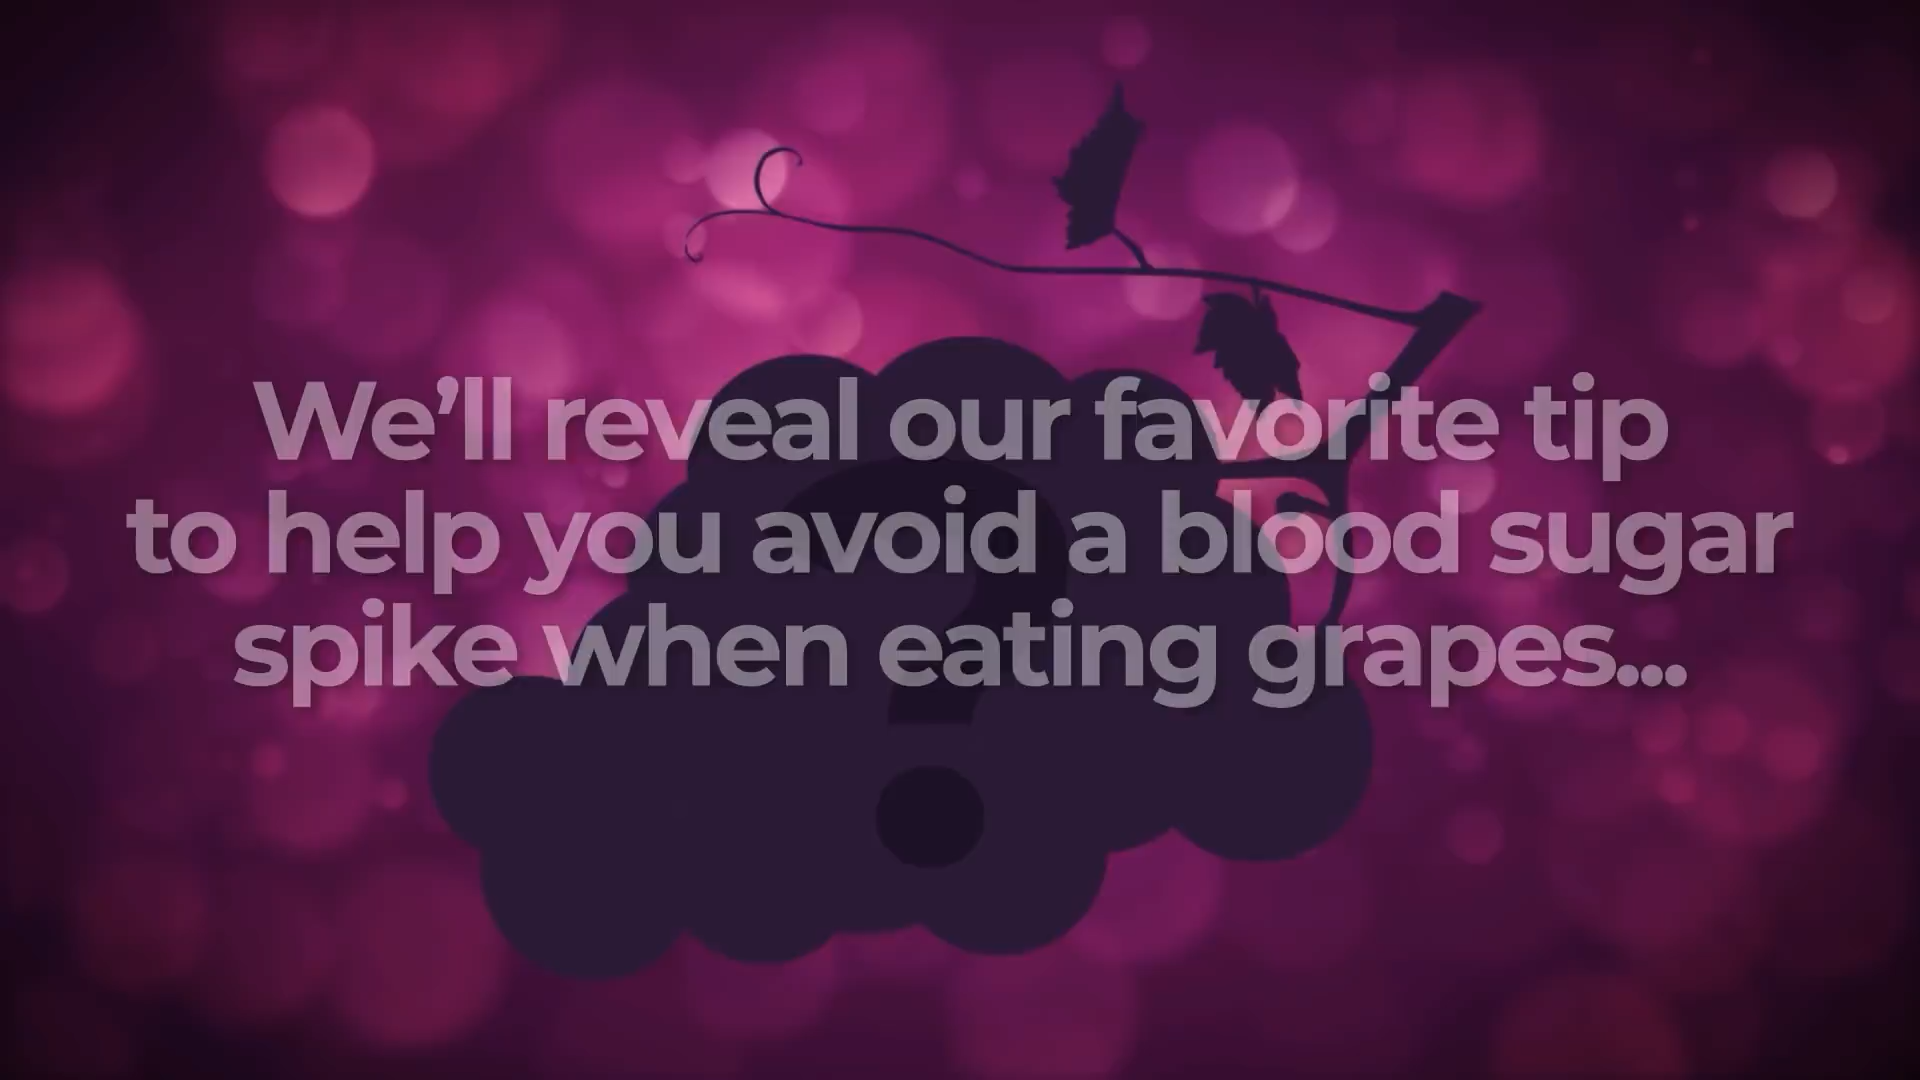 We’ll reveal our favorite tip
to help you avoid a blood sugar
spike when eating grapes...
?